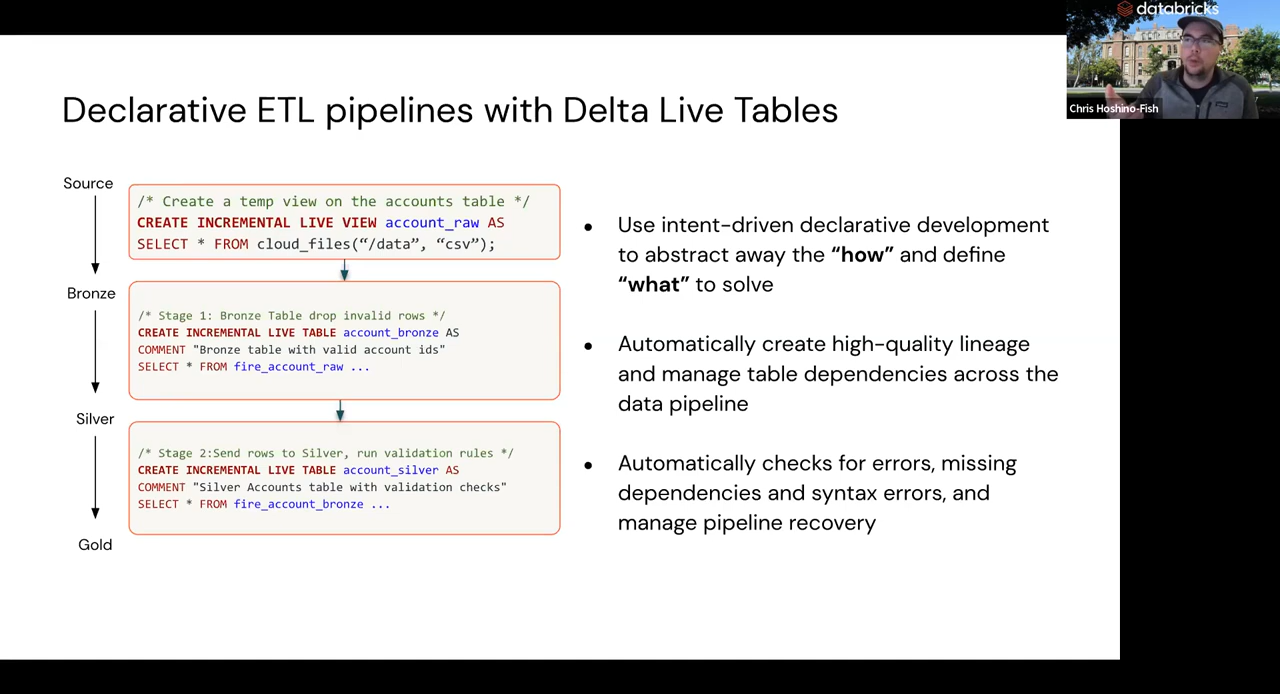 databricks
Chris Hoshino-Fish
Declarative ETL pipelines with Delta Live Tables
Source
/* Create a temp view on the accounts table */
CREATE INCREMENTAL LIVE VIEW account_raw AS
SELECT * FROM cloud_files(“/data”, “csv”);
Bronze
/* Stage 1: Bronze Table drop invalid rows */
CREATE INCREMENTAL LIVE TABLE account_bronze AS
COMMENT "Bronze table with valid account ids"
SELECT * FROM fire_account_raw ...
Silver
/* Stage 2:Send rows to Silver, run validation rules */
CREATE INCREMENTAL LIVE TABLE account_silver AS
COMMENT "Silver Accounts table with validation checks"
SELECT * FROM fire_account_bronze ...
Gold
● Use intent-driven declarative development
to abstract away the “how” and define
“what” to solve
● Automatically create high-quality lineage
and manage table dependencies across the
data pipeline
● Automatically checks for errors, missing
dependencies and syntax errors, and
manage pipeline recovery